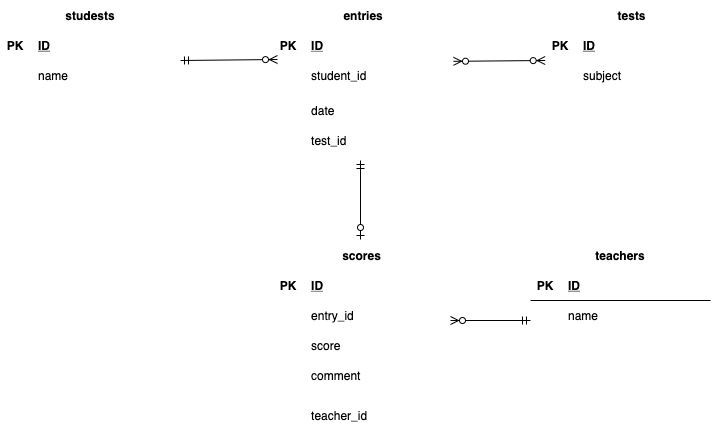 students
PK ID
name
entries
PK ID
student_id
date
test_id
tests
PK ID
subject
scores
PK ID
entry_id
score
comment
teacher_id
teachers
PK ID
name